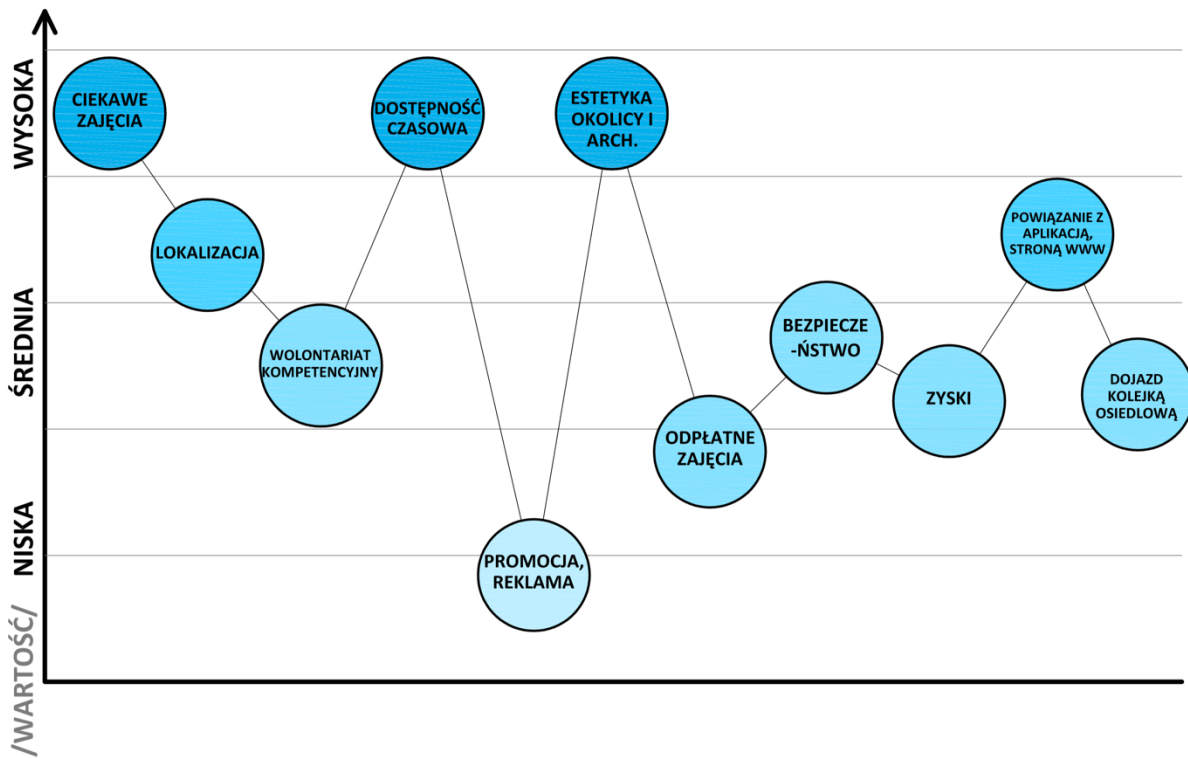 WYSOKA
ŚREDNIA
NISKA
/WARTOŚĆ/
CIEKAWE
ZAJĘCIA
LOKALIZACJA
WOLONTARIAT
KOMPETENCYJNY
DOSTĘPNOŚĆ
CZASOWA
PROMOCJA,
REKLAMA
ESTETYKA
OKOLICY I
ARCH.
ODPŁATNE
ZAJĘCIA
BEZPIECZE
-ŃSTWO
ZYSKI
POWIĄZANIE Z
APLIKACJĄ,
STRONĄ WWW
DOJAZD
KOLEJKĄ
OSIEDLOWĄ